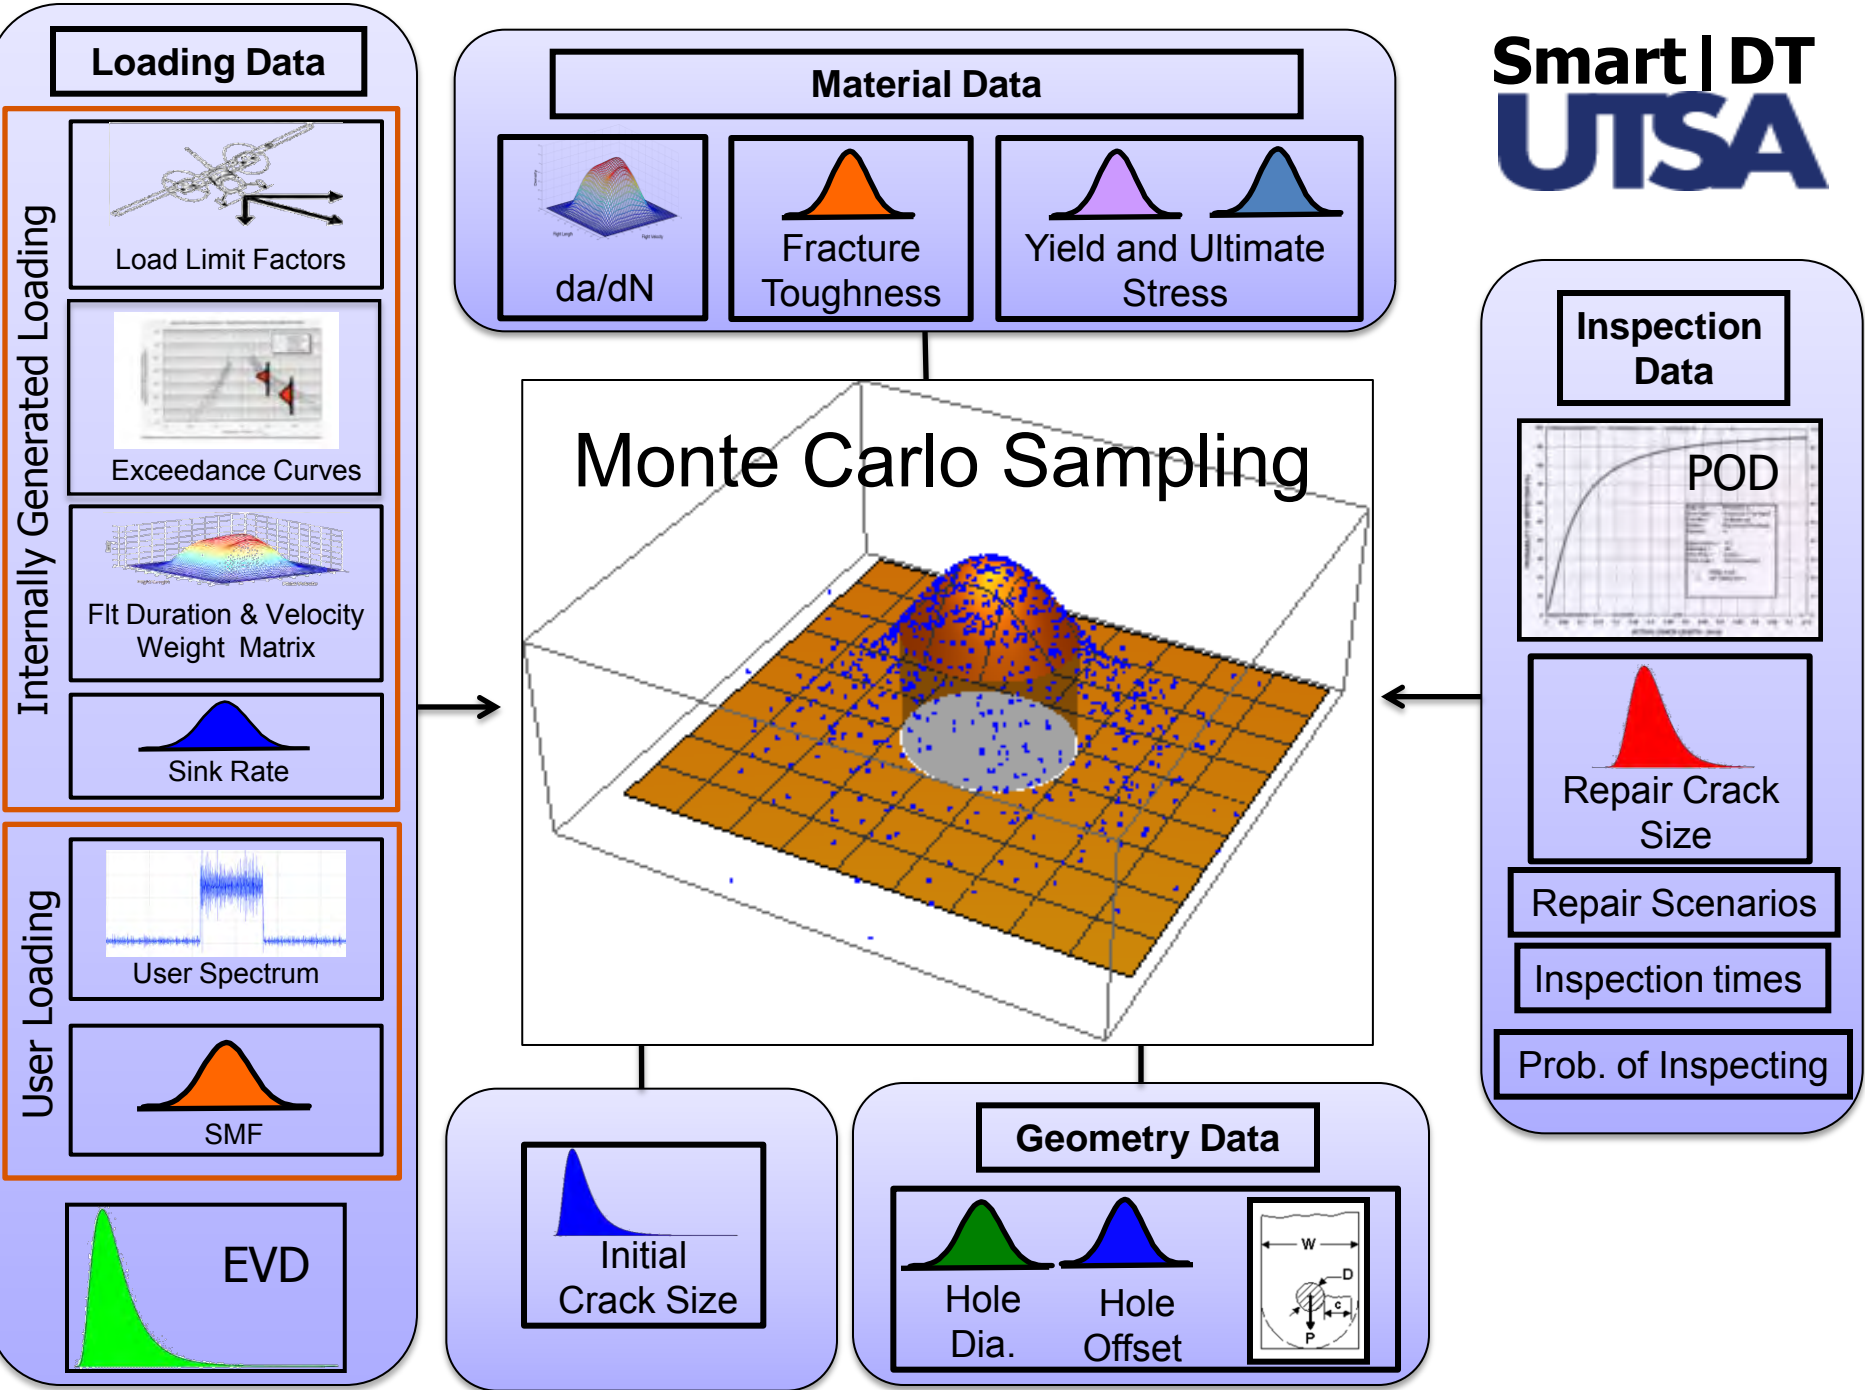 Loading Data
Internally Generated Loading
Load Limit Factors
Exceedance Curves
Flt Duration & Velocity
Weight Matrix
Sink Rate
User Loading
User Spectrum
SMF
EVD
Material Data
da/dN
Fracture
Toughness
Yield and Ultimate
Stress
Smart|DT
UTSA
Monte Carlo Sampling
Inspection
Data
POD
Repair Crack
Size
Repair Scenarios
Inspection times
Prob. of Inspecting
Initial
Crack Size
Geometry Data
Hole
Dia.
Hole
Offset
W
D
c
P